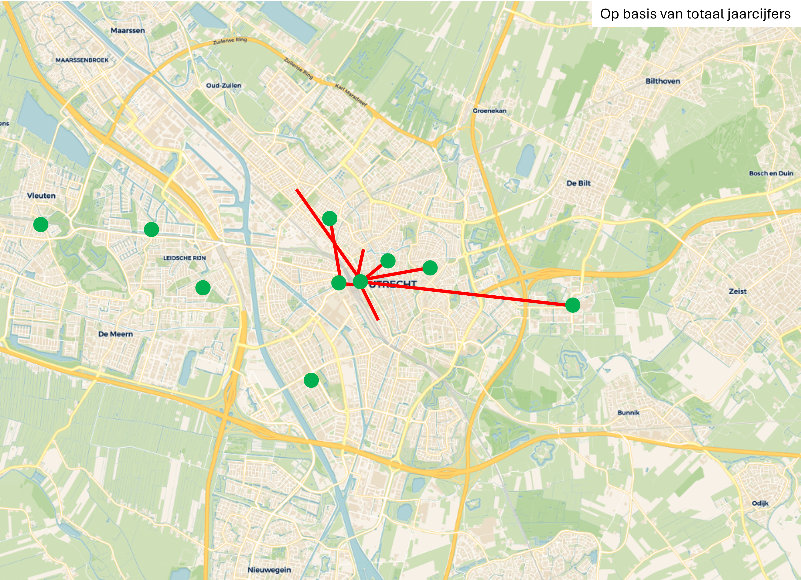 Op basis van totaal jaarcijfers
Maarssen
MAARSSENBROEK
Zuilense Ring
Zuilense Ring
Karl Marxdreef
Oud-Zuilen
Bilthoven
Groenekan
ens
Bosch en Duin
De Bilt
Vleuten
LEIDSCHE RIJN
UTRECHT
Zeist
De Meern
Bunnik
Odijk
Nieuwegein